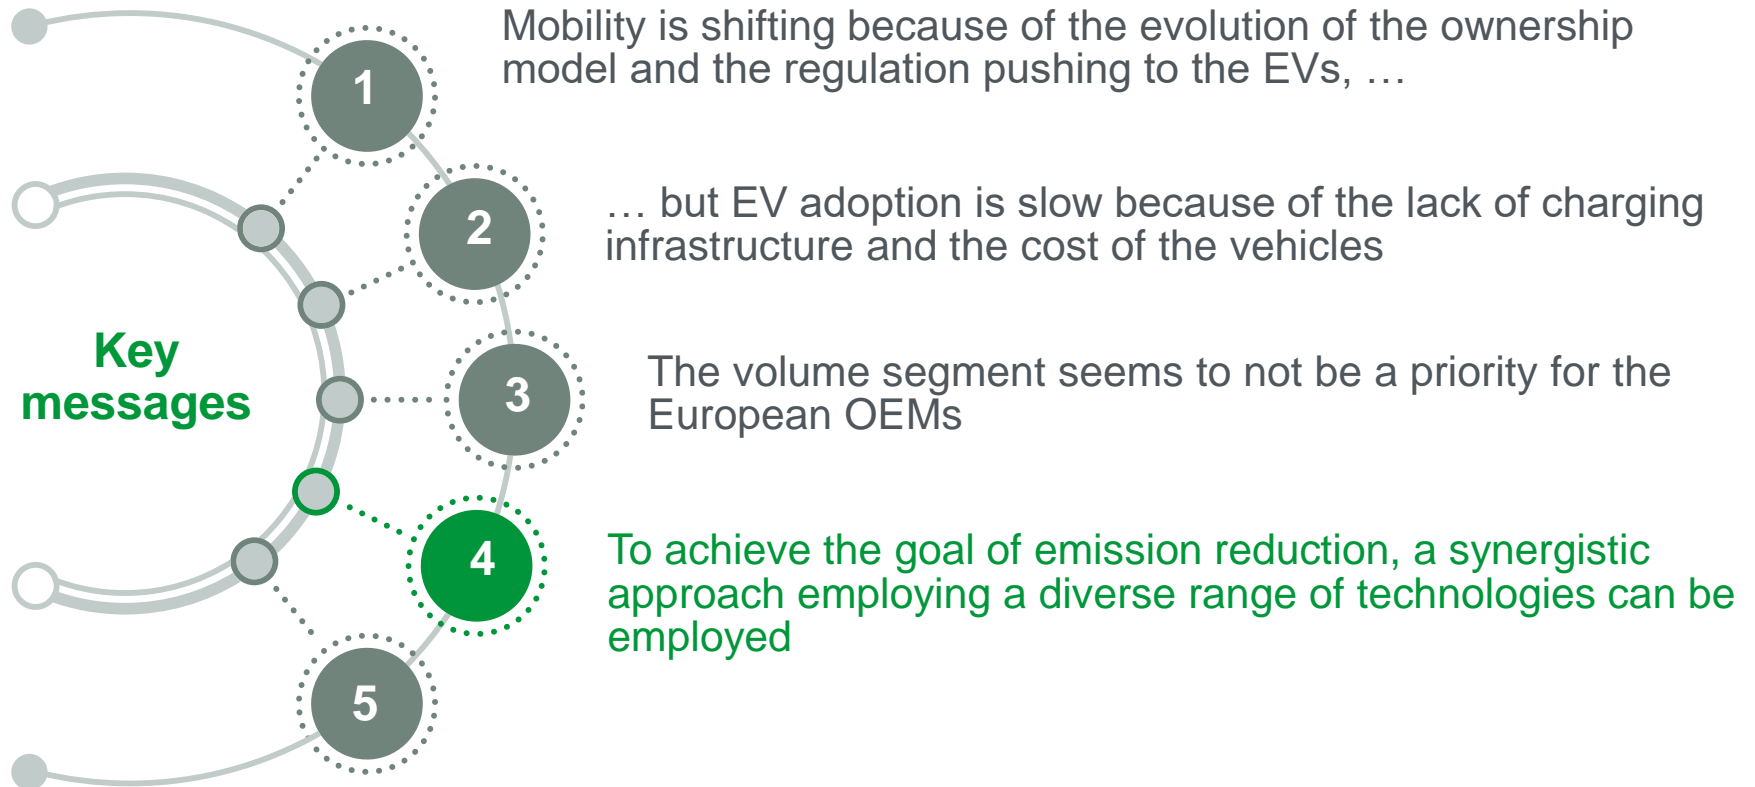 Key
messages
1
Mobility is shifting because of the evolution of the ownership
model and the regulation pushing to the EVs, …
2
… but EV adoption is slow because of the lack of charging
infrastructure and the cost of the vehicles
3
The volume segment seems to not be a priority for the
European OEMs
4
To achieve the goal of emission reduction, a synergistic
approach employing a diverse range of technologies can be
employed
5